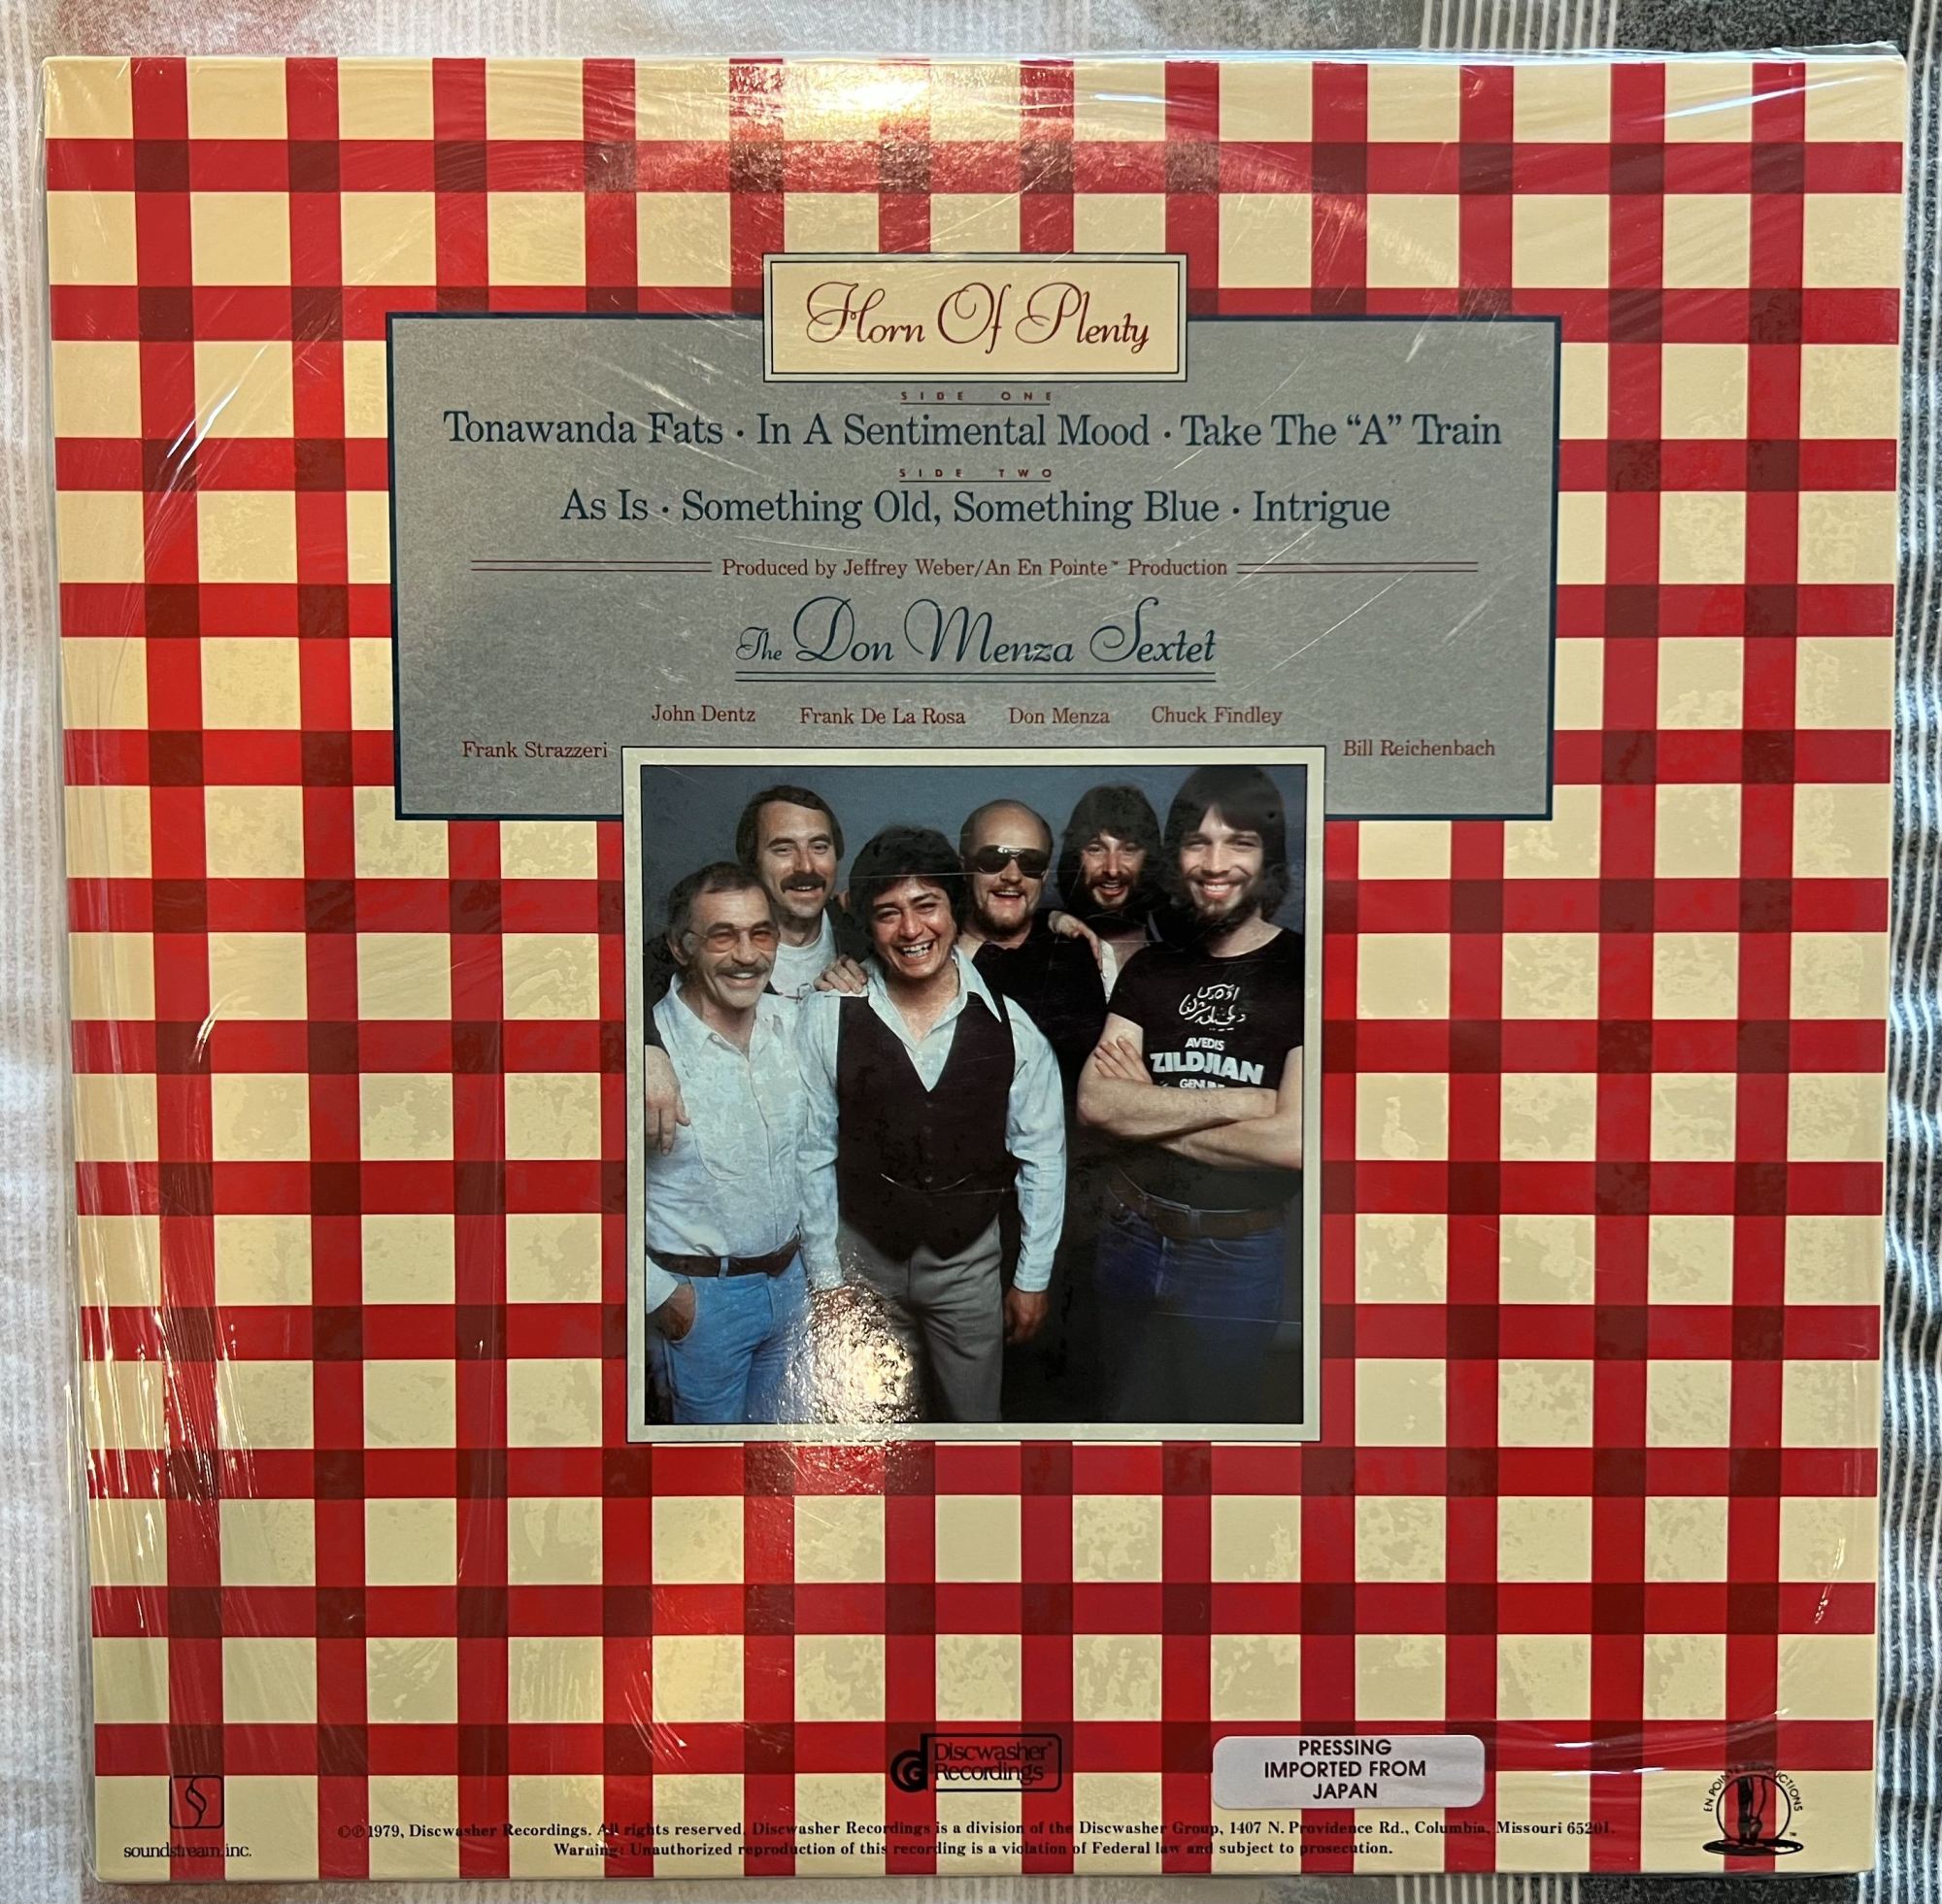 Horn Of Plenty
SIDE ONE
Tonawanda Fats · In A Sentimental Mood · Take The “A” Train
SIDE TWO
As Is · Something Old, Something Blue · Intrigue
Produced by Jeffrey Weber/An En Pointe™ Production
The Don Menza Sextet
John Dentz Frank De La Rosa Don Menza Chuck Findley
Frank Strazzeri Bill Reichenbach
AVEDIS
ZILDJIAN
Discwasher®
Recordings
PRESSING
IMPORTED FROM
JAPAN
EN POINTE PRODUCTIONS
soundstream, inc.
©℗1979, Discwasher Recordings. All rights reserved. Discwasher Recordings is a division of the Discwasher Group, 1407 N. Providence Rd., Columbia, Missouri 65201.
Warning: Unauthorized reproduction of this recording is a violation of Federal law and subject to prosecution.